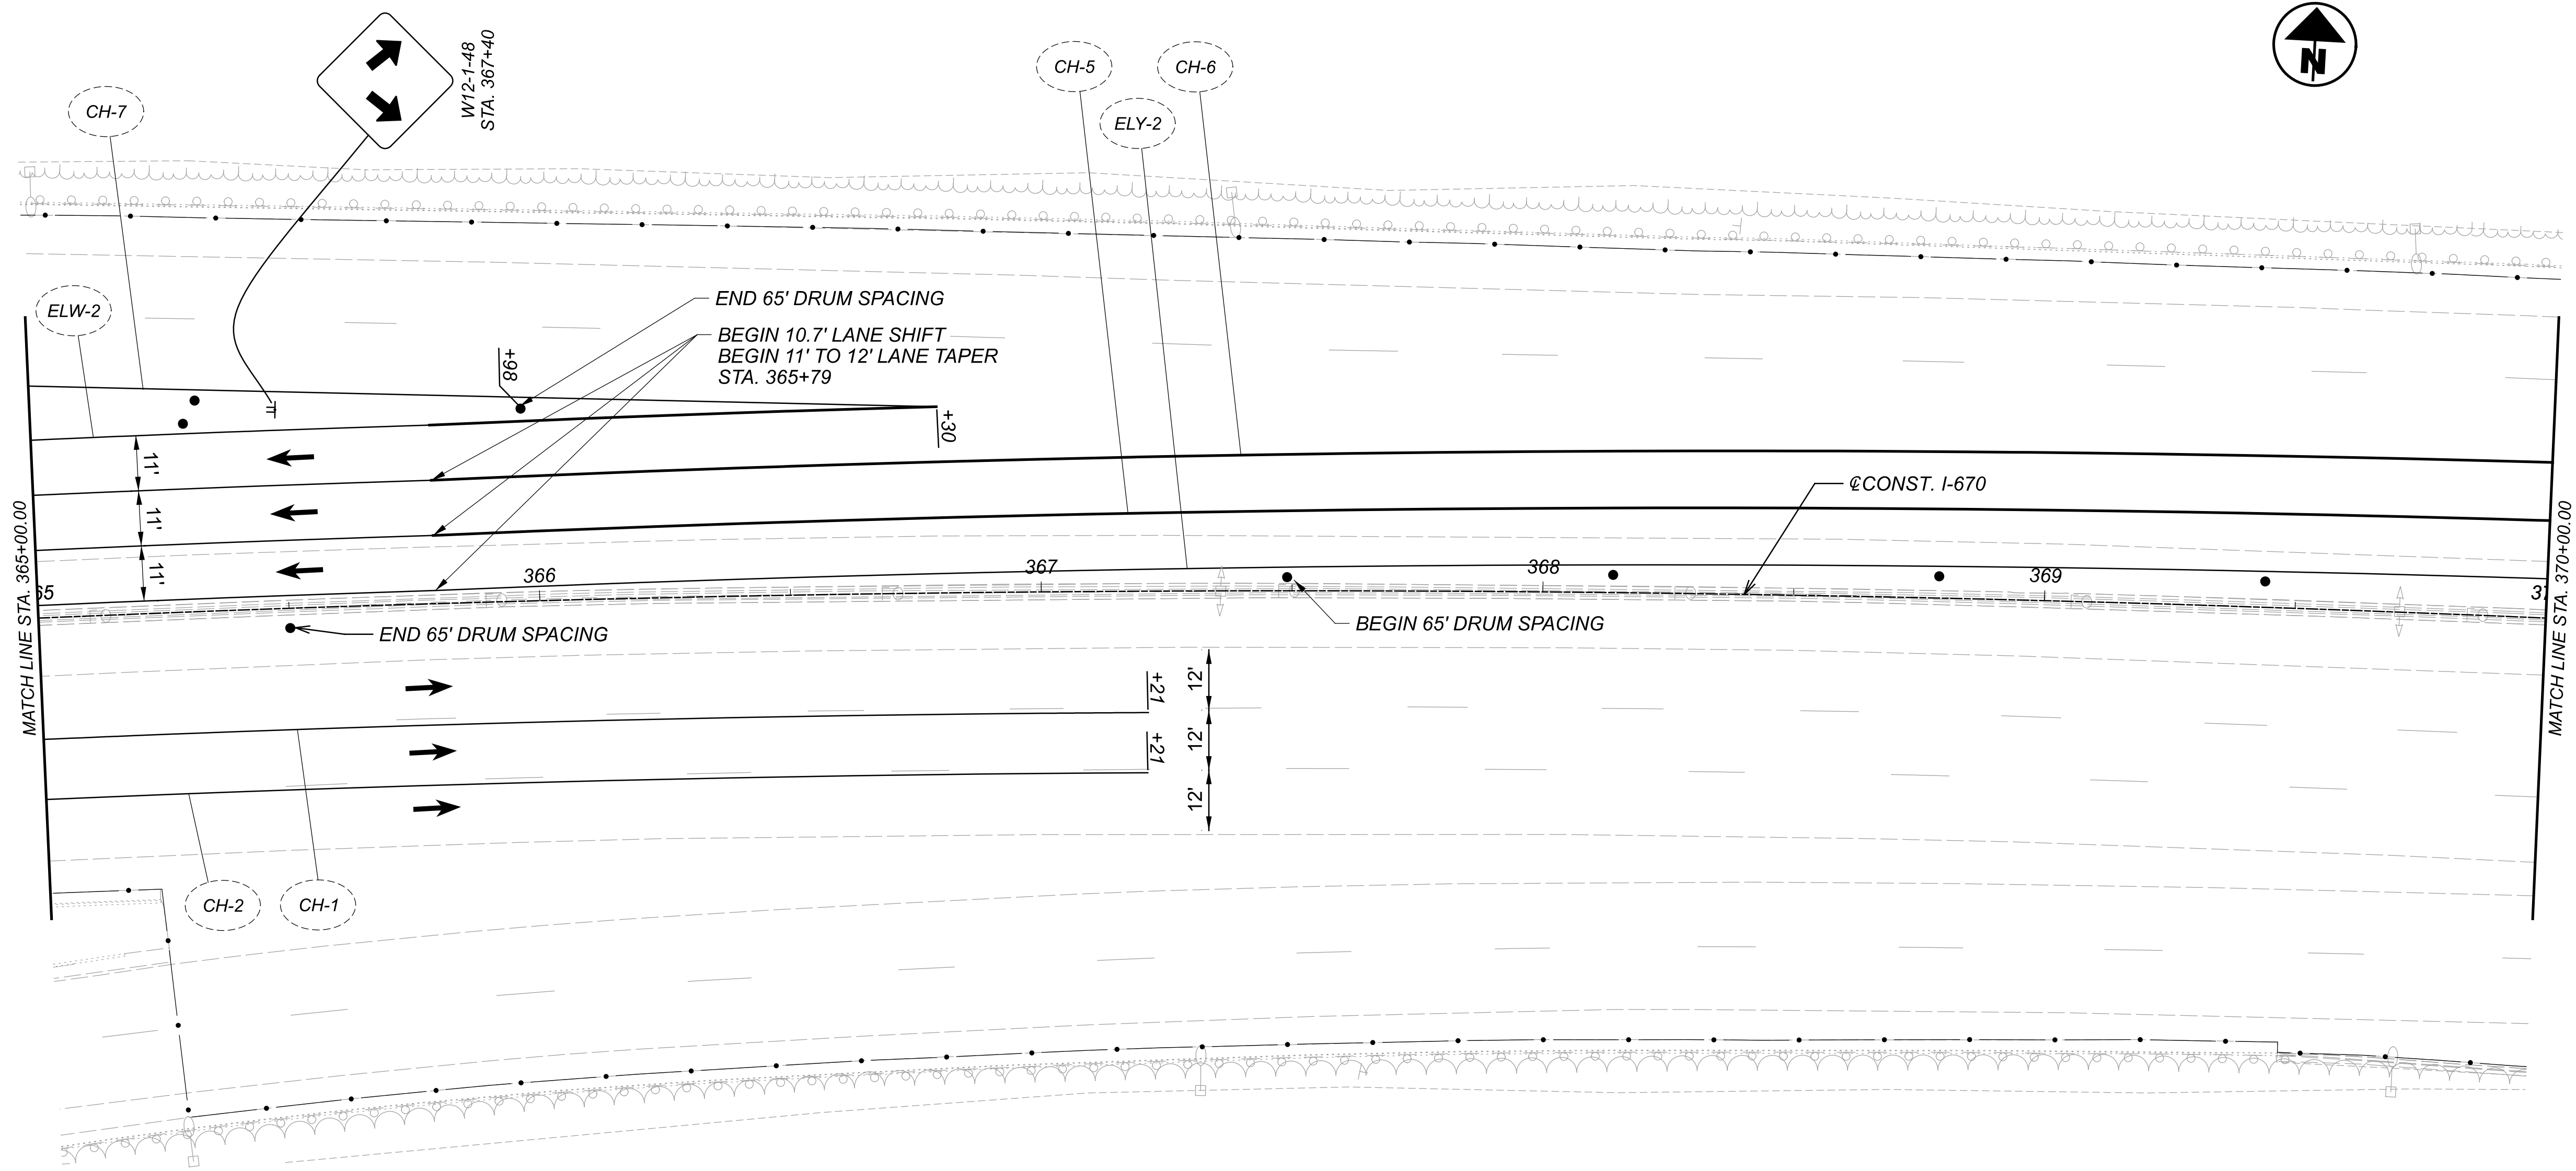 N
W12-1-48
STA. 367+40
CH-7
CH-5
CH-6
ELY-2
ELW-2
END 65' DRUM SPACING
BEGIN 10.7' LANE SHIFT
BEGIN 11' TO 12' LANE TAPER
STA. 365+79
+98
+30
11'
11'
11'
℄CONST. I-670
MATCH LINE STA. 365+00.00
MATCH LINE STA. 370+00.00
65
366
367
368
369
37
END 65' DRUM SPACING
BEGIN 65' DRUM SPACING
+21
+21
12'
12'
12'
CH-2
CH-1